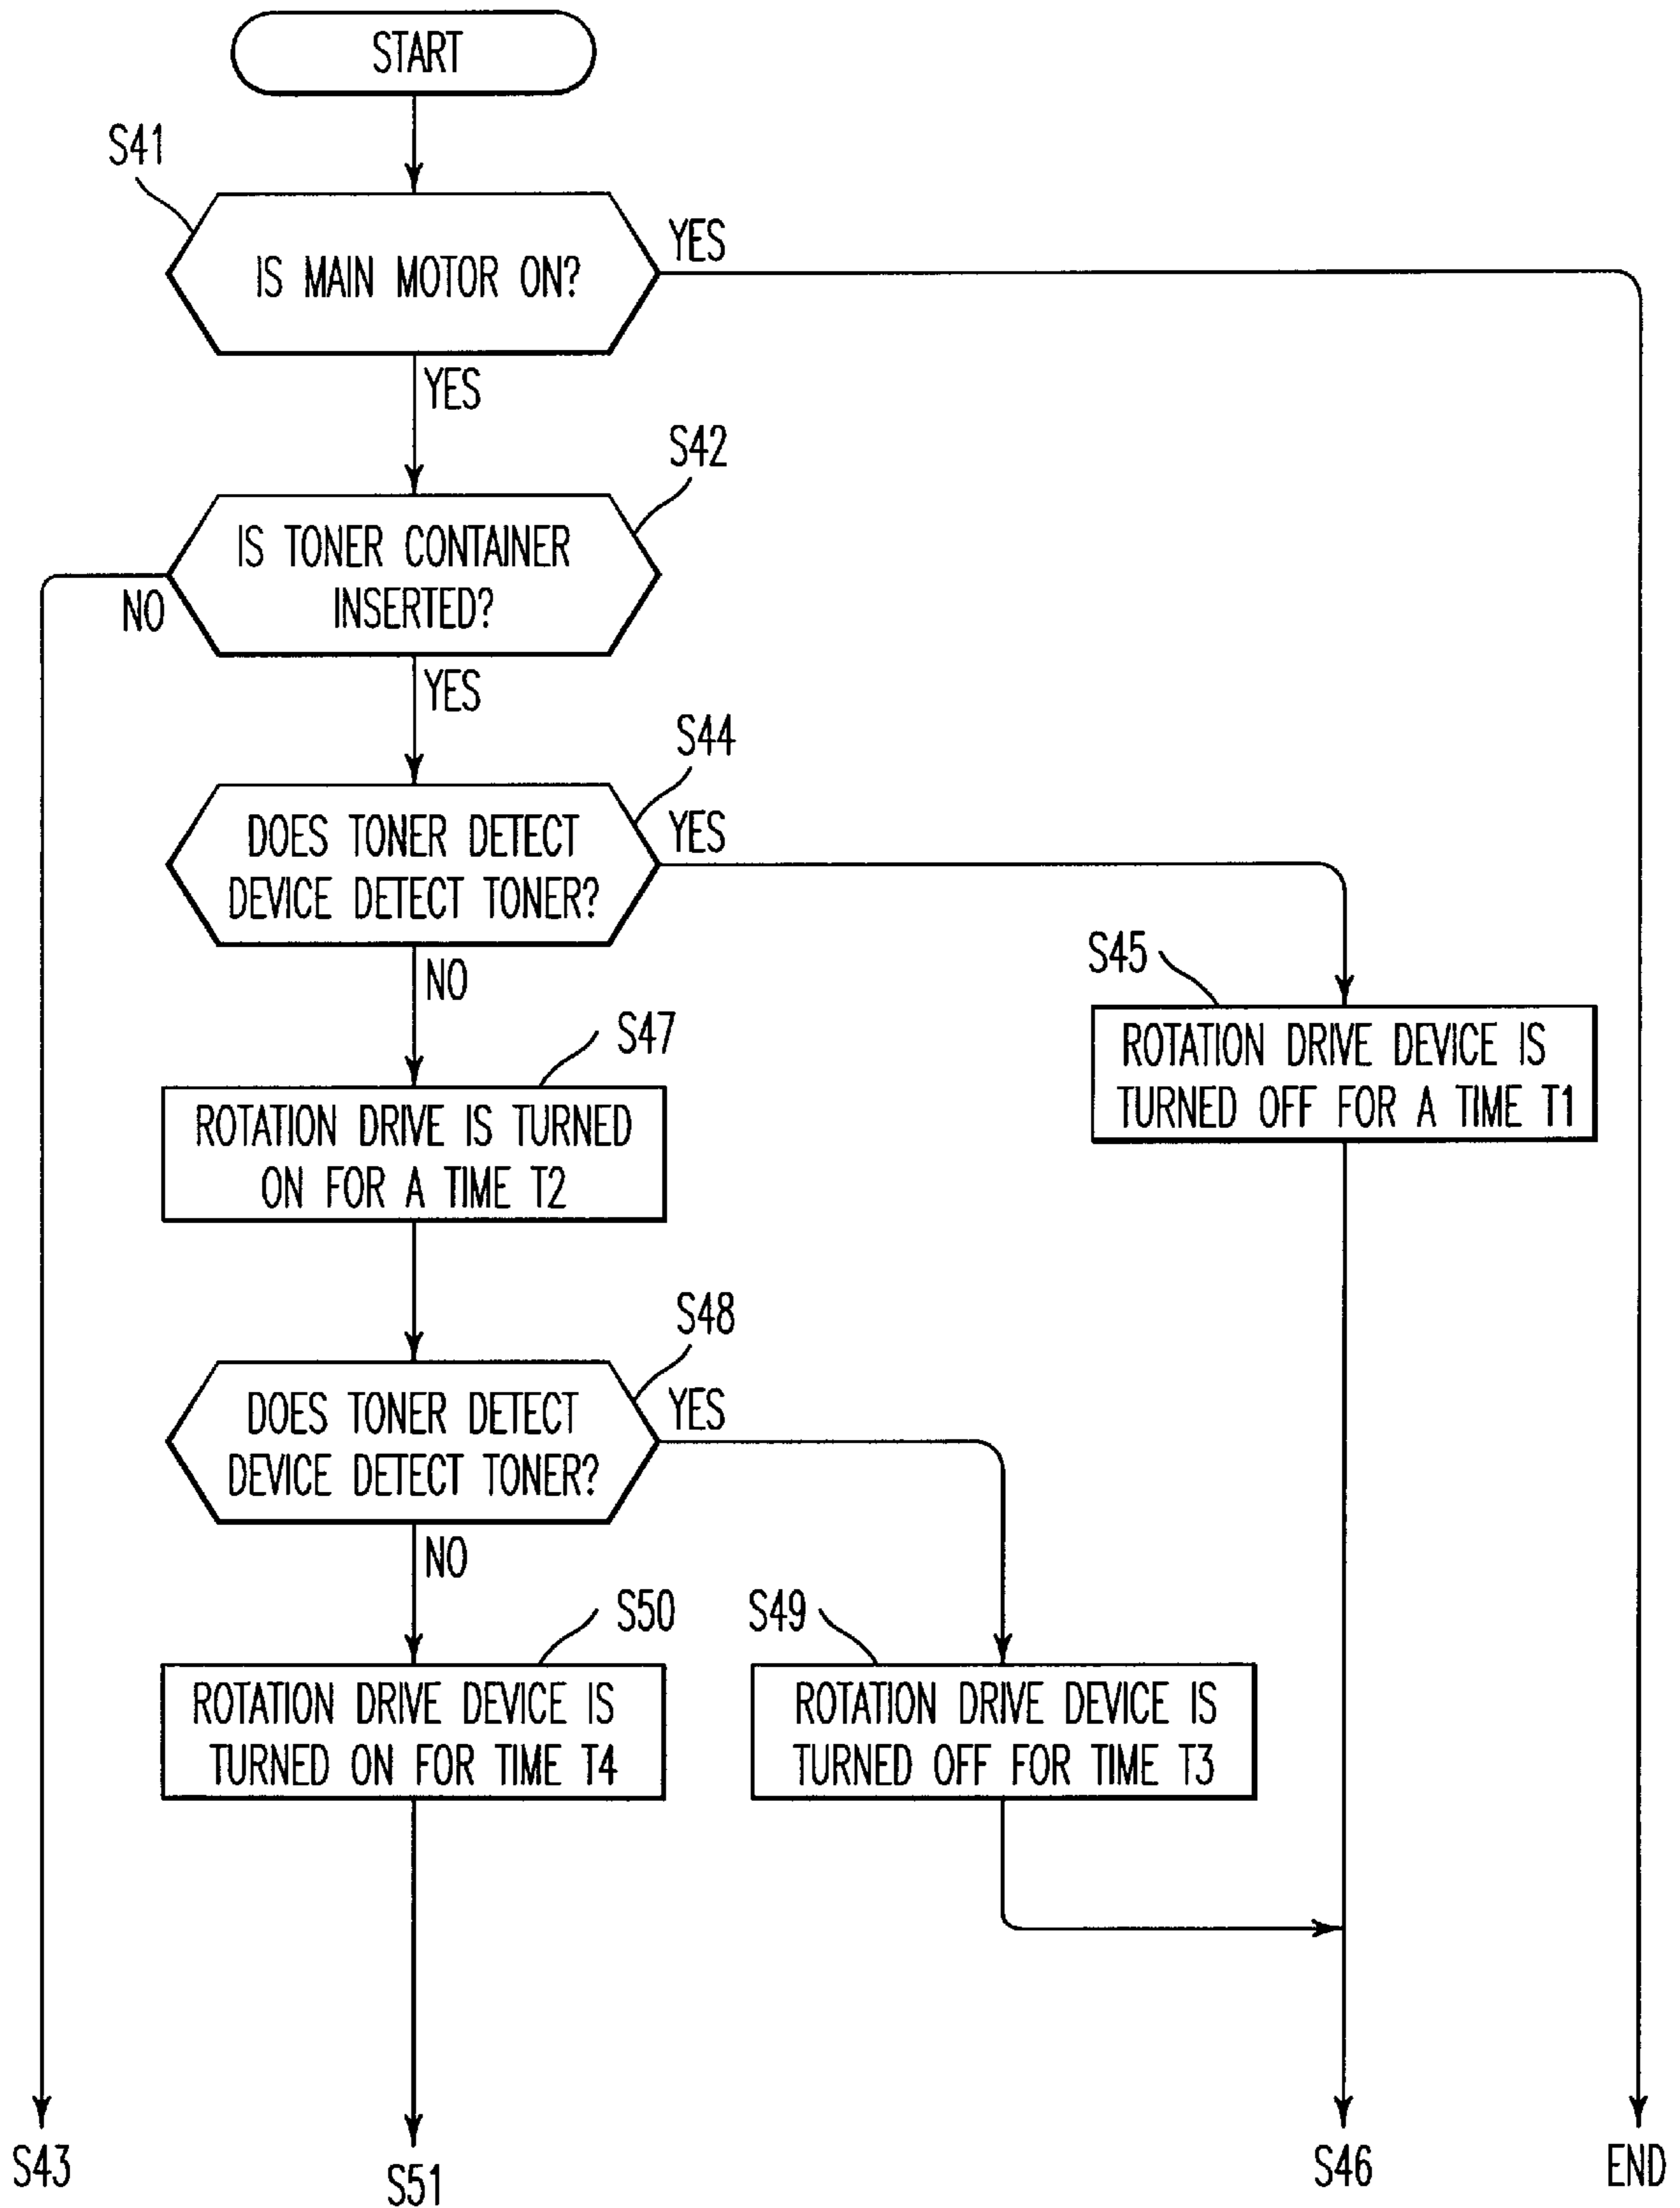 START
S41
IS MAIN MOTOR ON?
YES
YES
S42
IS TONER CONTAINER
INSERTED?
NO
YES
S44
DOES TONER DETECT
DEVICE DETECT TONER?
YES
NO
S45
ROTATION DRIVE DEVICE IS
TURNED OFF FOR A TIME T1
S47
ROTATION DRIVE IS TURNED
ON FOR A TIME T2
S48
DOES TONER DETECT
DEVICE DETECT TONER?
YES
NO
S50
ROTATION DRIVE DEVICE IS
TURNED ON FOR TIME T4
S49
ROTATION DRIVE DEVICE IS
TURNED OFF FOR TIME T3
S43
S51
S46
END